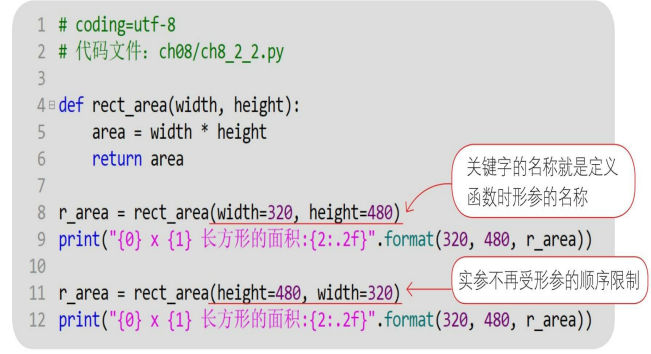 1 # coding=utf-8
2 # 代码文件：ch08/ch8_2_2.py
3
4 def rect_area(width, height):
5     area = width * height
6     return area
7
关键字的名称就是定义
函数时形参的名称
8 r_area = rect_area(width=320, height=480)
9 print("{0} x {1} 长方形的面积:{2:.2f}".format(320, 480, r_area))
10
实参不再受形参的顺序限制
11 r_area = rect_area(height=480, width=320)
12 print("{0} x {1} 长方形的面积:{2:.2f}".format(320, 480, r_area))